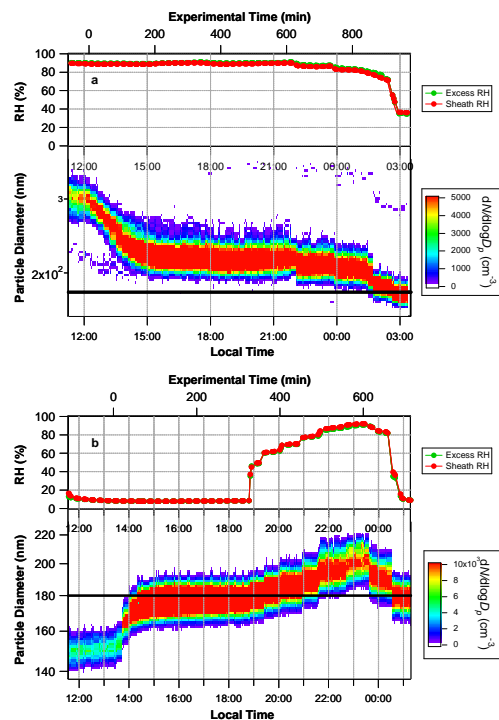 Experimental Time (min)
0 200 400 600 800
100
80
60
40
20
0
RH (%)
a
Excess RH
Sheath RH
12:00 15:00 18:00 21:00 00:00 03:00
3
2x10²
Particle Diameter (nm)
5000
4000
3000
2000
1000
0
dN/dlogDp (cm-3)
12:00 15:00 18:00 21:00 00:00 03:00
Local Time
Experimental Time (min)
0 200 400 600
100
80
60
40
20
0
RH (%)
b
Excess RH
Sheath RH
12:00 14:00 16:00 18:00 20:00 22:00 00:00
220
200
180
160
140
Particle Diameter (nm)
10x10³
8
6
4
2
0
dN/dlogDp (cm-3)
12:00 14:00 16:00 18:00 20:00 22:00 00:00
Local Time